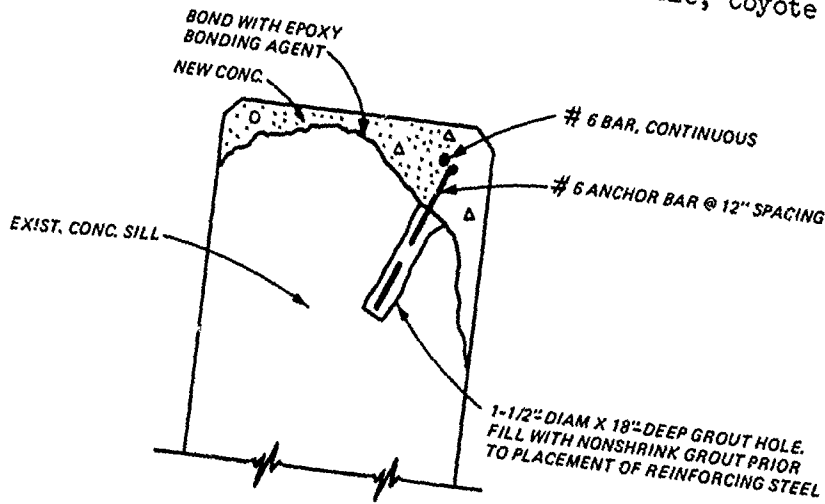 Coyote
BOND WITH EPOXY
BONDING AGENT
NEW CONC.
# 6 BAR, CONTINUOUS
# 6 ANCHOR BAR @ 12" SPACING
EXIST. CONC. SILL
1-1/2" DIAM X 18" DEEP GROUT HOLE.
FILL WITH NONSHRINK GROUT PRIOR
TO PLACEMENT OF REINFORCING STEEL